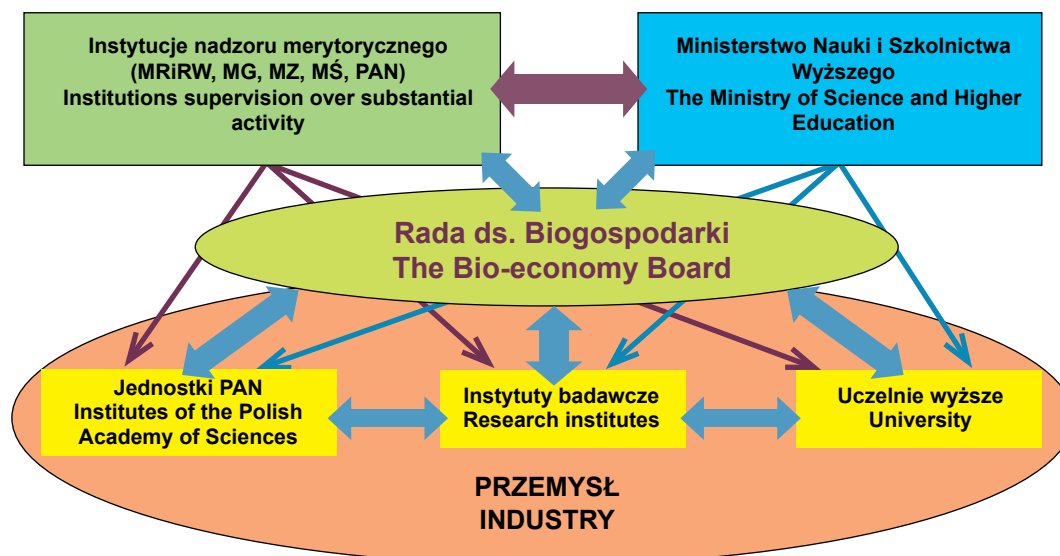 Instytucje nadzoru merytorycznego
(MRiRW, MG, MZ, MŚ, PAN)
Institutions supervision over substantial
activity
Ministerstwo Nauki i Szkolnictwa
Wyższego
The Ministry of Science and Higher
Education
Rada ds. Biogospodarki
The Bio-economy Board
Jednostki PAN
Institutes of the Polish
Academy of Sciences
Instytuty badawcze
Research institutes
Uczelnie wyższe
University
PRZEMYSŁ
INDUSTRY